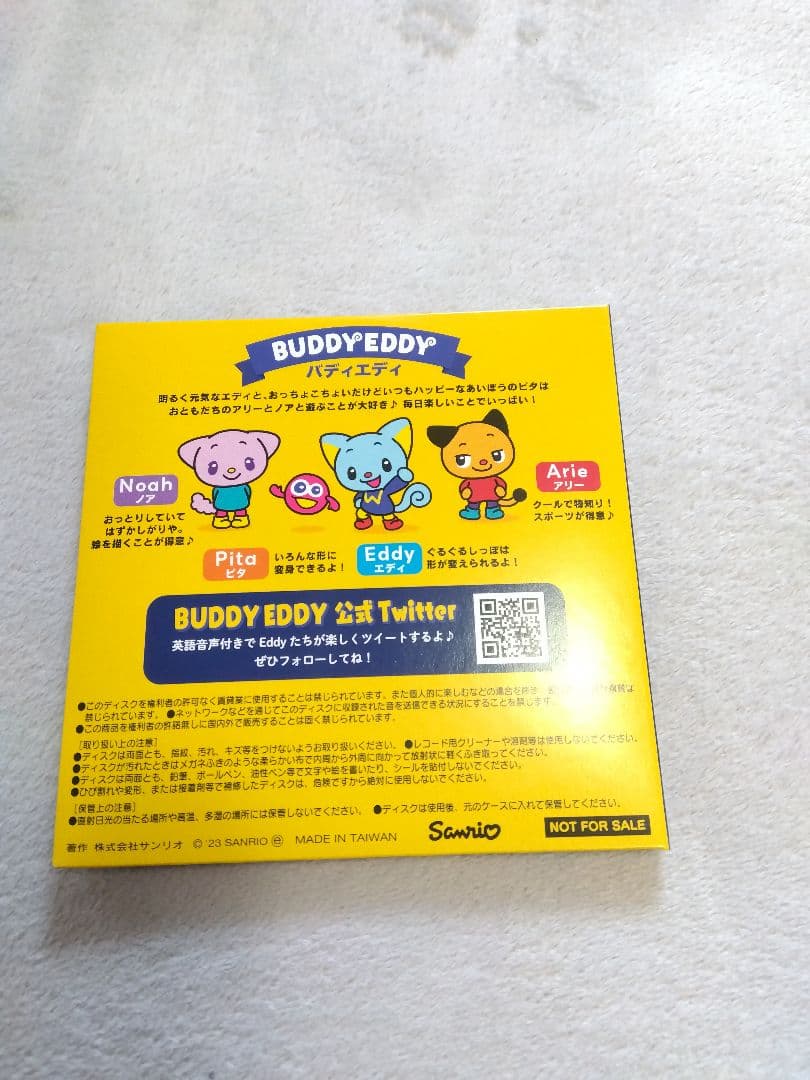 BUDDY EDDY
バディエディ
明るく元気なエディと、おっちょこちょいだけどいつもハッピーなあいぼうのピタは
おともだちのアリーとノアと遊ぶことが大好き♪ 毎日楽しいことでいっぱい！
Noah
ノア
おっとりしていて
はずかしがりや。
絵を描くことが得意♪
Pita
ピタ
いろんな形に
変身できるよ！
W
Eddy
エディ
ぐるぐるしっぽは
形が変えられるよ！
Arie
アリー
クールで物知り！
スポーツが得意♪
BUDDY EDDY 公式 Twitter
英語音声付きで Eddy たちが楽しくツイートするよ♪
ぜひフォローしてね！
●このディスクを権利者の許可なく賃貸業に使用することは禁じられています。また個人的に楽しむなどの場合を除き、
禁じられています。 ●ネットワークなどを通じてこのディスクに収録された音を送信できる状況にすることを禁じます。
●この商品を権利者の許諾無しに国内外で販売することは固く禁じられています。
[取り扱い上の注意]
●ディスクは両面とも、指紋、汚れ、キズ等をつけないようお取り扱いください。 ●レコード用クリーナーや溶剤等は使用しないでください。
●ディスクが汚れたときはメガネふきのような柔らかい布で内周から外周に向かって放射状に軽くふき取ってください。
●ディスクは両面とも、鉛筆、ボールペン、油性ペン等で文字や絵を書いたり、シールを貼付しないでください。
●ひび割れや変形、または接着剤等で補修したディスクは、危険ですから絶対に使用しないでください。
[保管上の注意]
●直射日光の当たる場所や高温、多湿の場所には保管しないでください。 ●ディスクは使用後、元のケースに入れて保管してください。
著作 株式会社サンリオ © '23 SANRIO ⓔ MADE IN TAIWAN
Sanrio
NOT FOR SALE